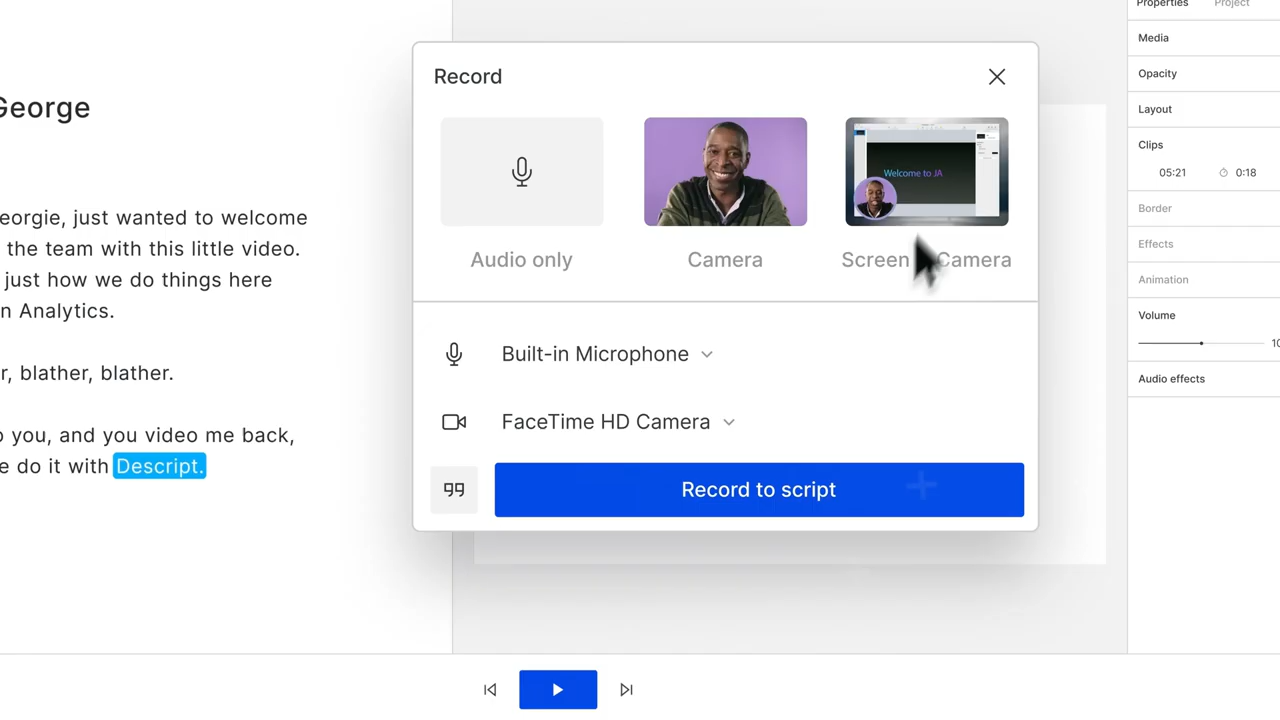 George
eorgie, just wanted to welcome
the team with this little video.
just how we do things here
n Analytics.
r, blather, blather.
o you, and you video me back,
e do it with Descript.
Record
Welcome to JA
Audio only
Camera
Screen Camera
Built-in Microphone
FaceTime HD Camera
Record to script
Properties Project
Media
Opacity
Layout
Clips
05:21 0:18
Border
Effects
Animation
Volume
10
Audio effects